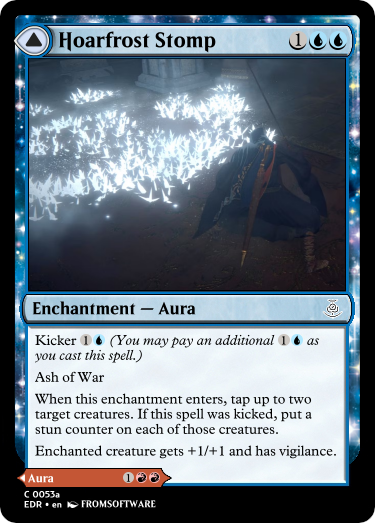 Hoarfrost Stomp 1
Enchantment — Aura
Kicker 1 (You may pay an additional 1 as
you cast this spell.)
Ash of War
When this enchantment enters, tap up to two
target creatures. If this spell was kicked, put a
stun counter on each of those creatures.
Enchanted creature gets +1/+1 and has vigilance.
Aura 1
C 0053a
EDR • en FROMSOFTWARE